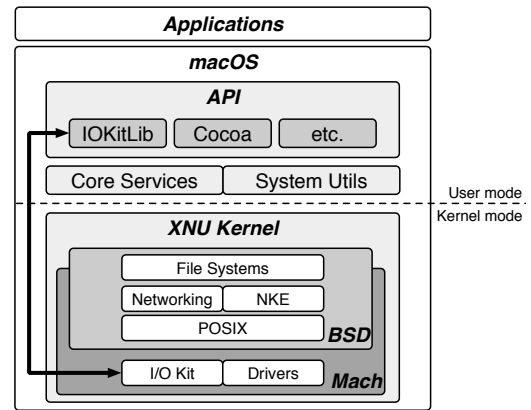 Applications
macOS
API
IOKitLib Cocoa etc.
Core Services System Utils
User mode
Kernel mode
XNU Kernel
File Systems
Networking NKE
POSIX
BSD
I/O Kit Drivers
Mach